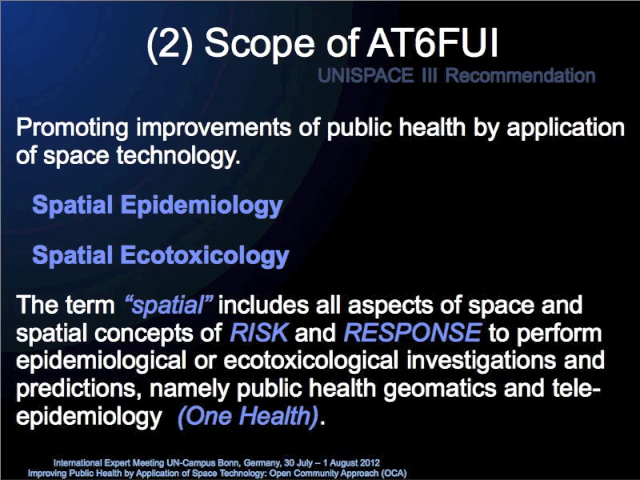 (2) Scope of AT6FUI
UNISPACE III Recommendation
Promoting improvements of public health by application
of space technology.
Spatial Epidemiology
Spatial Ecotoxicology
The term “spatial” includes all aspects of space and
spatial concepts of RISK and RESPONSE to perform
epidemiological or ecotoxicological investigations and
predictions, namely public health geomatics and tele-
epidemiology (One Health).
International Expert Meeting UN-Campus Bonn, Germany, 30 July – 1 August 2012
Improving Public Health by Application of Space Technology: Open Community Approach (OCA)